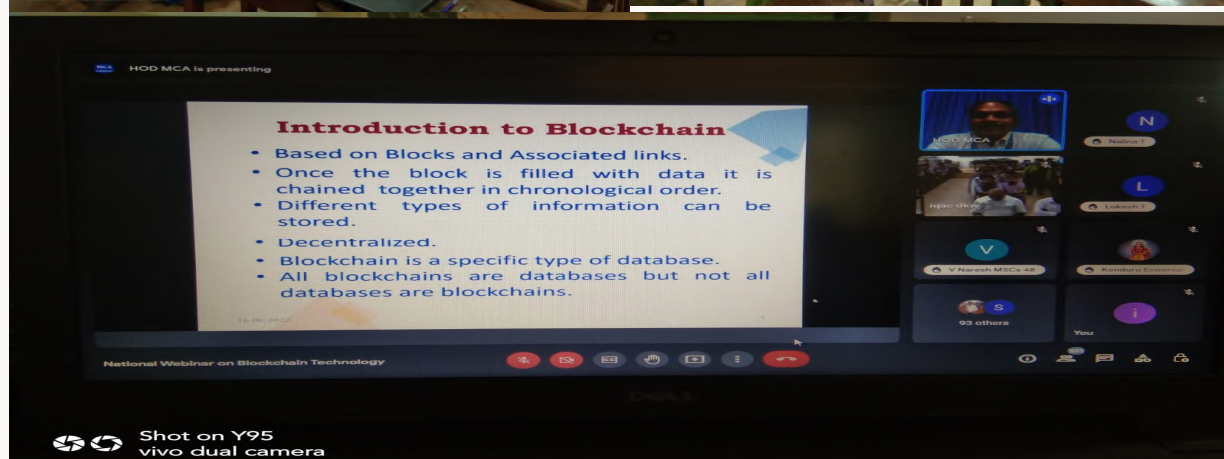 HOD MCA is presenting
Introduction to Blockchain
• Based on Blocks and Associated links.
• Once the block is filled with data it is
chained together in chronological order.
• Different types of information can be
stored.
• Decentralized.
• Blockchain is a specific type of database.
• All blockchains are databases but not all
databases are blockchains.
HOD MCA
N
Nalina T
iqac dkw
L
Lokesh T
V
V Naresh MSCs 48
Konduru
S
93 others
i
You
National Webinar on Blockchain Technology
DELL
Shot on Y95
vivo dual camera